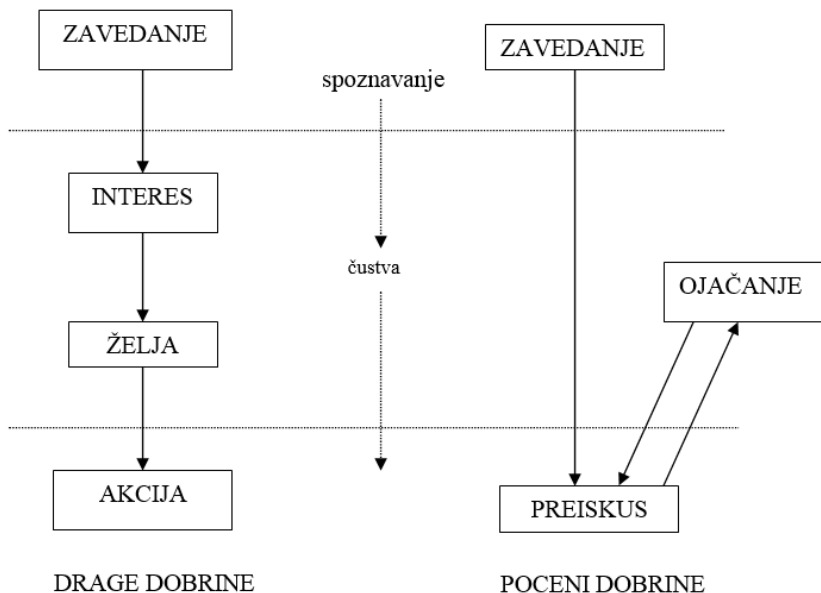 ZAVEDANJE
ZAVEDANJE
spoznavanje
INTERES
čustva
OJAČANJE
ŽELJA
AKCIJA
PREISKUS
DRAGE DOBRINE
POCENI DOBRINE